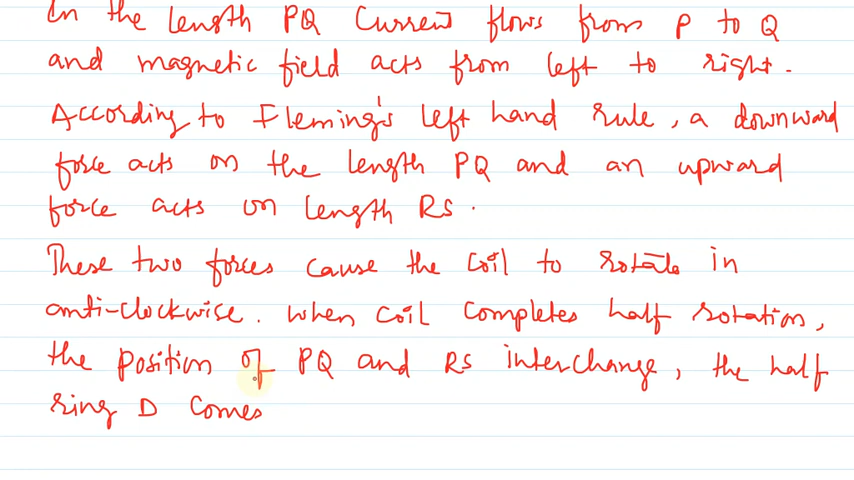 In the length PQ current flows from P to Q
and magnetic field acts from left to right.
According to Fleming's left hand rule, a downward
force acts on the length PQ and an upward
force acts on length RS.
These two forces cause the coil to rotate in
anti-clockwise. When coil completes half rotation,
the position of PQ and RS interchange, the half
ring D comes